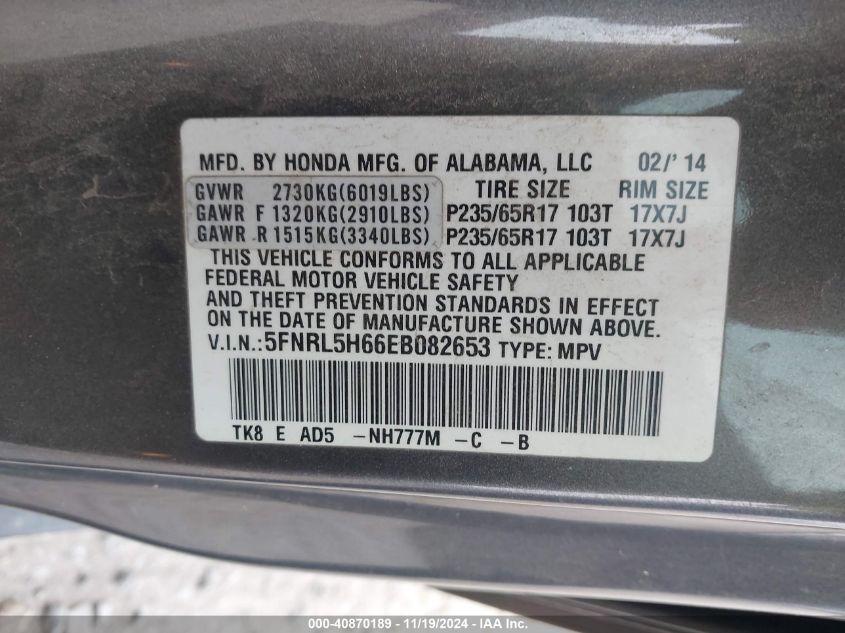 MFD. BY HONDA MFG. OF ALABAMA, LLC 02/' 14
GVWR 2730KG(6019LBS) TIRE SIZE RIM SIZE
GAWR F 1320KG(2910LBS) P235/65R17 103T 17X7J
GAWR R 1515KG(3340LBS) P235/65R17 103T 17X7J
THIS VEHICLE CONFORMS TO ALL APPLICABLE
FEDERAL MOTOR VEHICLE SAFETY
AND THEFT PREVENTION STANDARDS IN EFFECT
ON THE DATE OF MANUFACTURE SHOWN ABOVE.
V.I.N.:5FNRL5H66EB082653 TYPE: MPV
TK8 E AD5 -NH777M -C -B
000-40870189 - 11/19/2024 - IAA Inc.